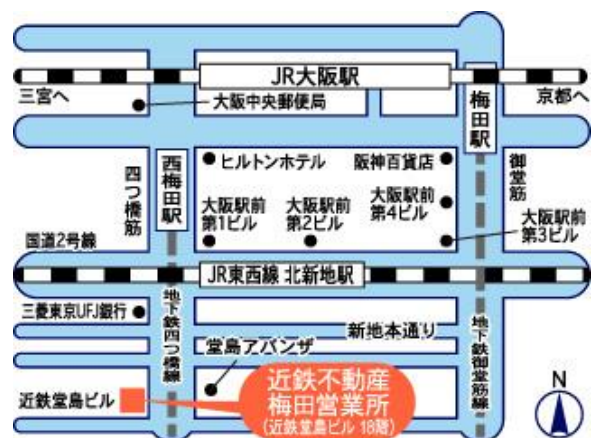 JR大阪駅
三宮へ
大阪中央郵便局
梅田駅
京都へ
四つ橋筋
西梅田駅
ヒルトンホテル
阪神百貨店
御堂筋
大阪駅前
第1ビル
大阪駅前
第2ビル
大阪駅前
第4ビル
大阪駅前
第3ビル
国道2号線
JR東西線 北新地駅
三菱東京UFJ銀行
地下鉄四つ橋線
新地本通り
地下鉄御堂筋線
堂島アバンザ
近鉄堂島ビル
近鉄不動産
梅田営業所
(近鉄堂島ビル 18階)
N